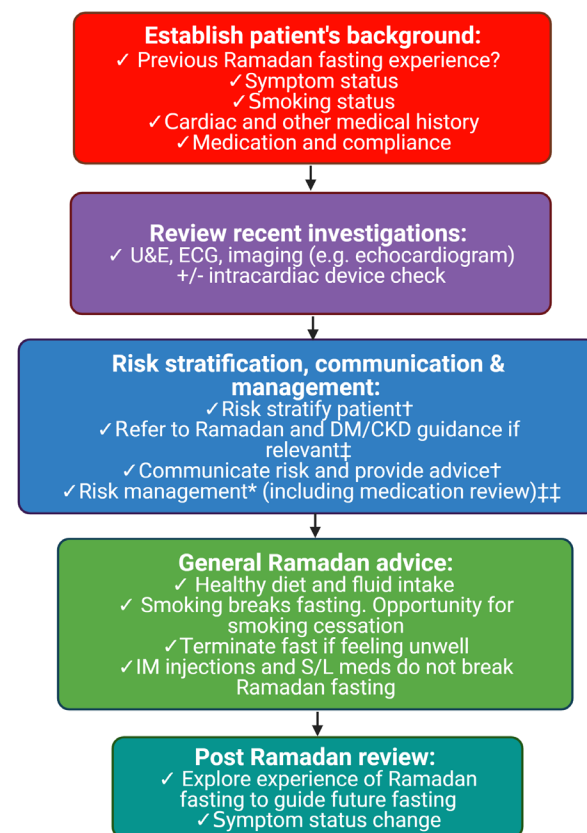 Establish patient's background:
✓ Previous Ramadan fasting experience?
✓Symptom status
✓Smoking status
✓Cardiac and other medical history
✓Medication and compliance
Review recent investigations:
✓ U&E, ECG, imaging (e.g. echocardiogram)
+/- intracardiac device check
Risk stratification, communication &
management:
✓Risk stratify patient†
✓Refer to Ramadan and DM/CKD guidance if
relevant‡
✓Communicate risk and provide advice†
✓Risk management* (including medication review)‡‡
General Ramadan advice:
✓ Healthy diet and fluid intake
✓ Smoking breaks fasting. Opportunity for
smoking cessation
✓Terminate fast if feeling unwell
✓IM injections and S/L meds do not break
Ramadan fasting
Post Ramadan review:
✓ Explore experience of Ramadan
fasting to guide future fasting
✓Symptom status change